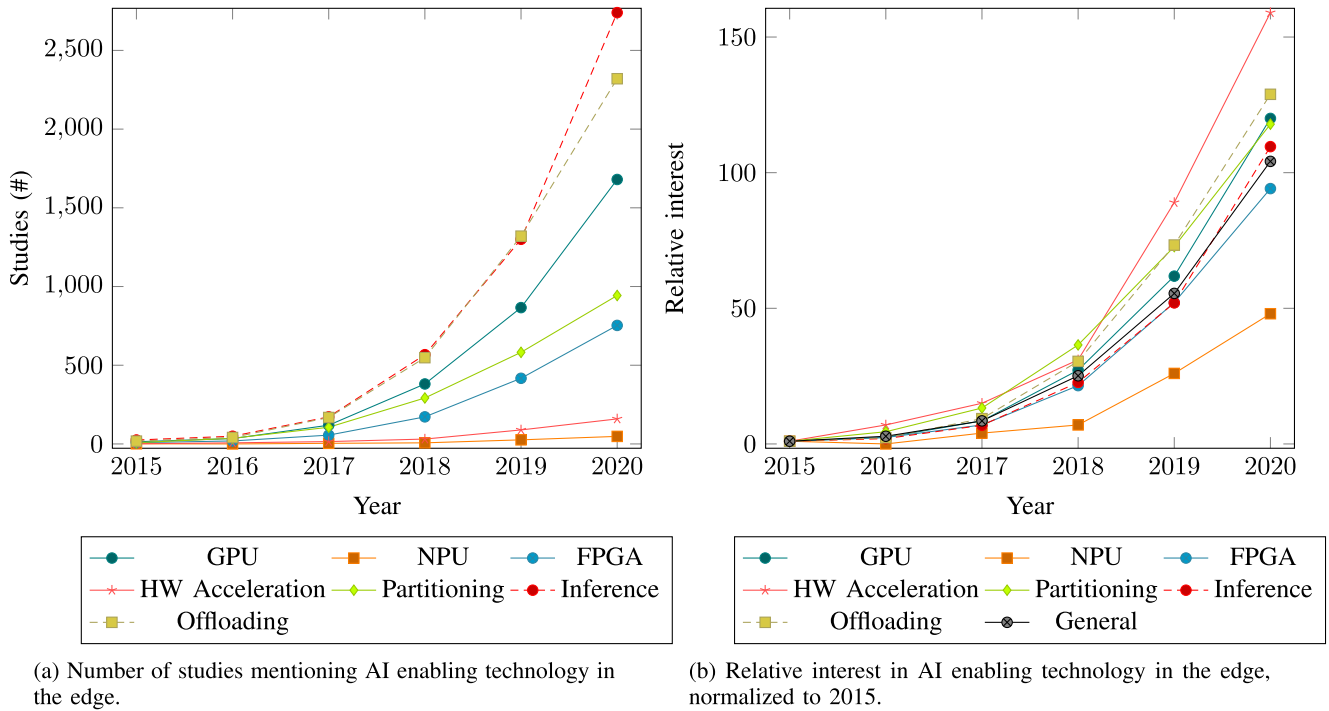 2,500
2,000
1,500
1,000
500
0
Studies (#)
2015 2016 2017 2018 2019 2020
Year
GPU NPU FPGA
HW Acceleration Partitioning Inference
Offloading
(a) Number of studies mentioning AI enabling technology in
the edge.
150
100
50
0
Relative interest
2015 2016 2017 2018 2019 2020
Year
GPU NPU FPGA
HW Acceleration Partitioning Inference
Offloading General
(b) Relative interest in AI enabling technology in the edge,
normalized to 2015.